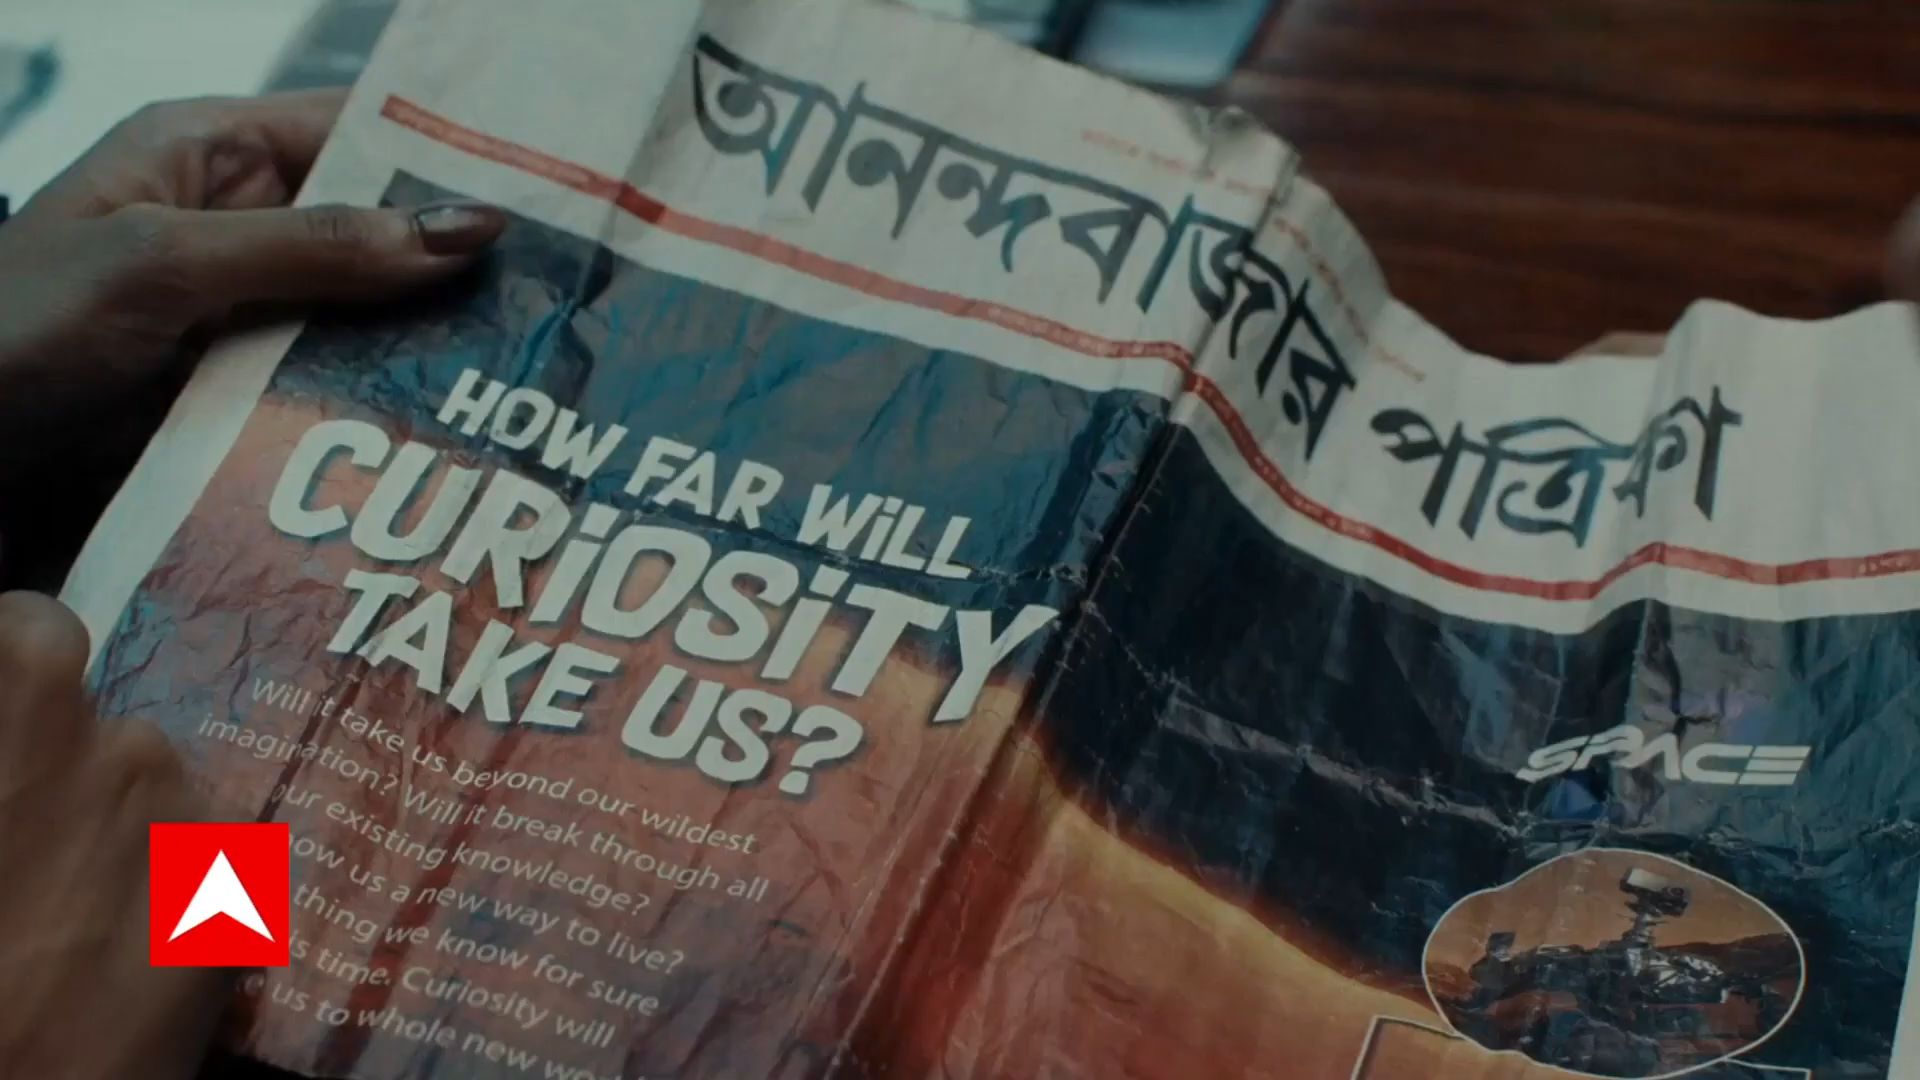 আনন্দবাজার পত্রিকা
HOW FAR WiLL
CURiOSiTY
TAKE US?
Will it take us beyond our wildest
imagination? Will it break through all
our existing knowledge?
us a new way to live?
thing we know for sure
is time. Curiosity will
us to whole new
SPACE